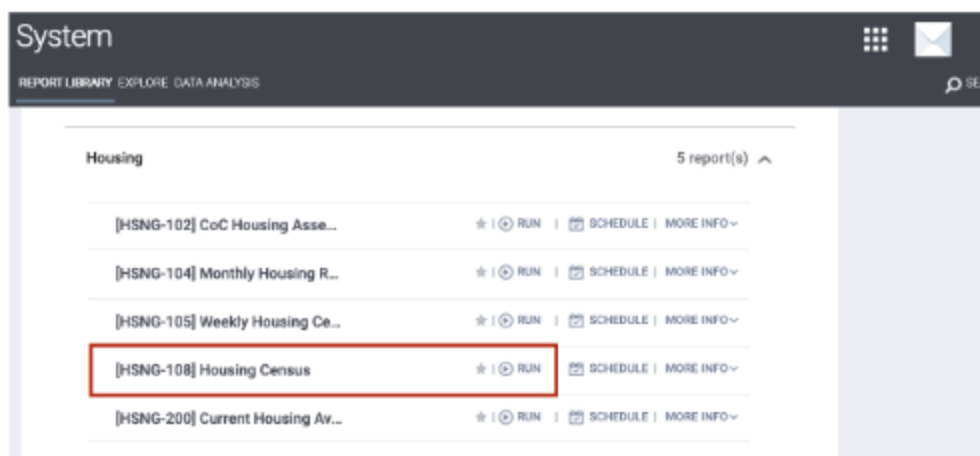 System
REPORT LIBRARY EXPLORE DATA ANALYSIS
SE
Housing 5 report(s)
[HSNG-102] CoC Housing Asse... | RUN | SCHEDULE | MORE INFO
[HSNG-104] Monthly Housing R... | RUN | SCHEDULE | MORE INFO
[HSNG-105] Weekly Housing Ce... | RUN | SCHEDULE | MORE INFO
[HSNG-108] Housing Census | RUN SCHEDULE | MORE INFO
[HSNG-200] Current Housing Av... | RUN | SCHEDULE | MORE INFO